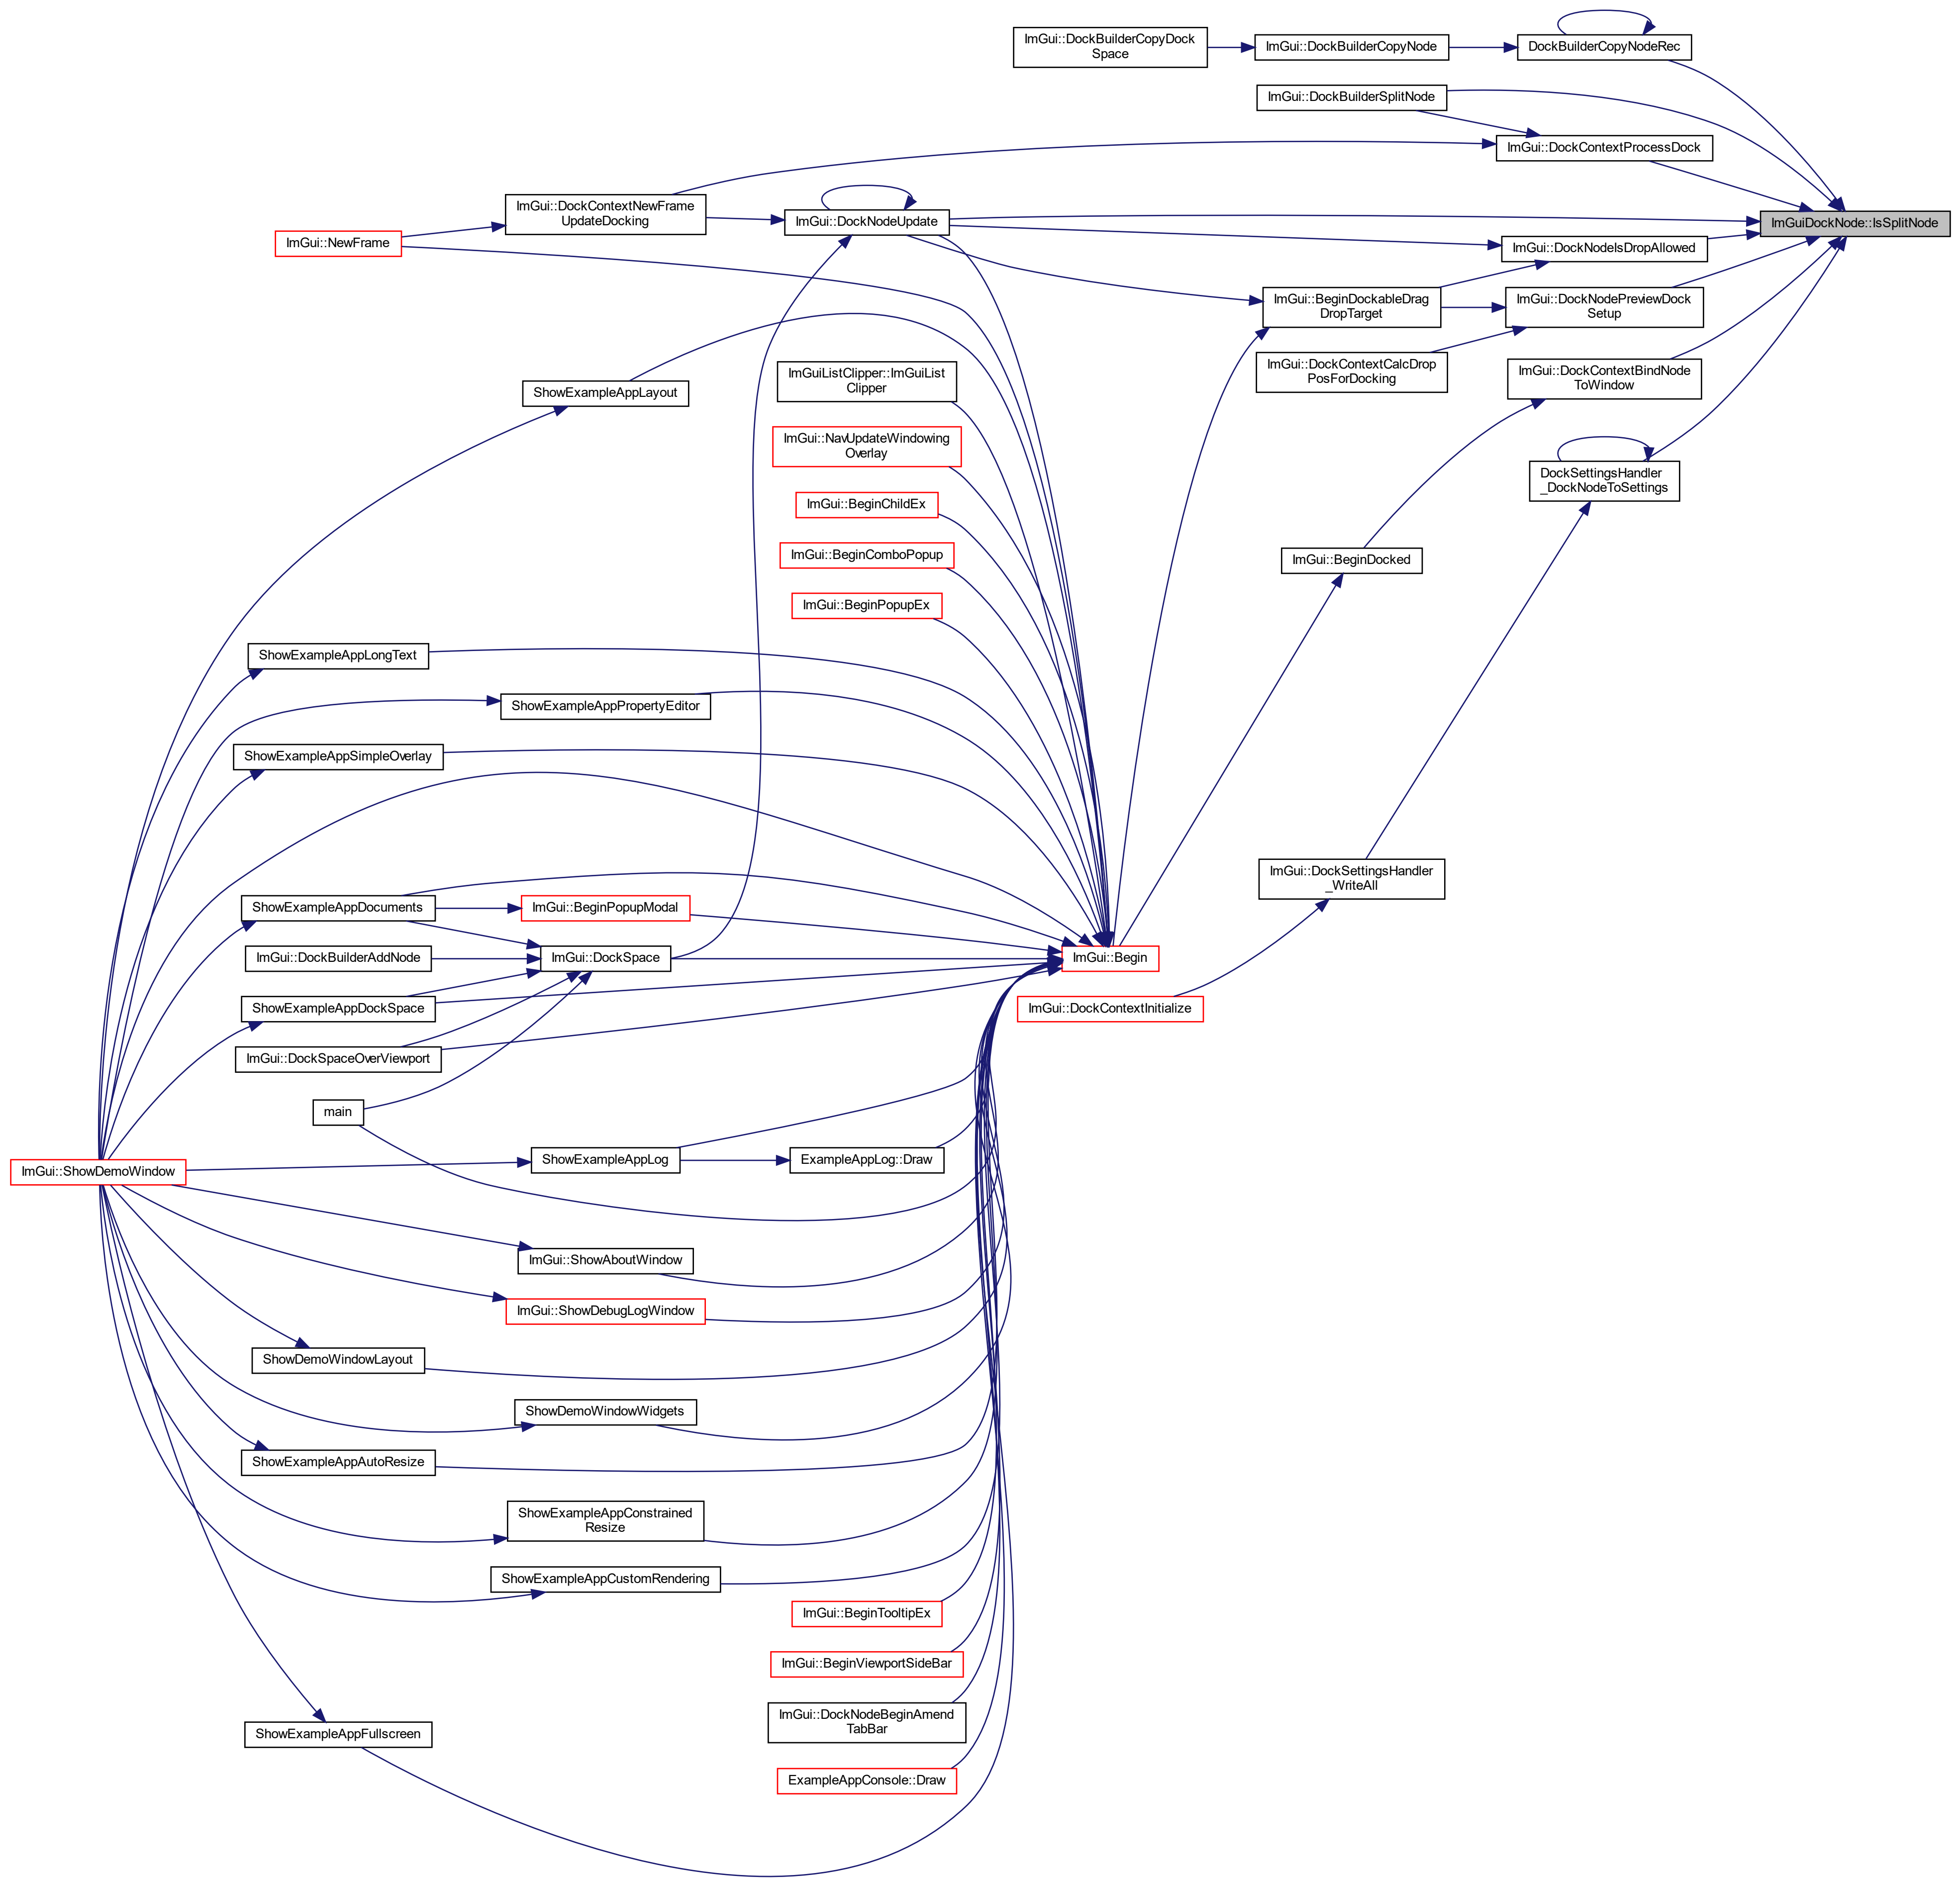 ImGui::DockBuilderCopyDock
Space
ImGui::DockBuilderCopyNode
DockBuilderCopyNodeRec
ImGui::DockBuilderSplitNode
ImGui::DockContextProcessDock
ImGui::DockContextNewFrame
UpdateDocking
ImGui::DockNodeUpdate
ImGuiDockNode::IsSplitNode
ImGui::NewFrame
ImGui::DockNodeIsDropAllowed
ImGui::BeginDockableDrag
DropTarget
ImGui::DockNodePreviewDock
Setup
ImGui::DockContextCalcDrop
PosForDocking
ImGuiListClipper::ImGuiList
Clipper
ImGui::DockContextBindNode
ToWindow
ShowExampleAppLayout
ImGui::NavUpdateWindowing
Overlay
DockSettingsHandler
_DockNodeToSettings
ImGui::BeginChildEx
ImGui::BeginComboPopup
ImGui::BeginDocked
ImGui::BeginPopupEx
ShowExampleAppLongText
ShowExampleAppPropertyEditor
ShowExampleAppSimpleOverlay
ImGui::DockSettingsHandler
_WriteAll
ShowExampleAppDocuments
ImGui::BeginPopupModal
ImGui::DockBuilderAddNode
ImGui::DockSpace
ImGui::Begin
ShowExampleAppDockSpace
ImGui::DockContextInitialize
ImGui::DockSpaceOverViewport
main
ImGui::ShowDemoWindow
ShowExampleAppLog
ExampleAppLog::Draw
ImGui::ShowAboutWindow
ImGui::ShowDebugLogWindow
ShowDemoWindowLayout
ShowDemoWindowWidgets
ShowExampleAppAutoResize
ShowExampleAppConstrained
Resize
ShowExampleAppCustomRendering
ImGui::BeginTooltipEx
ImGui::BeginViewportSideBar
ImGui::DockNodeBeginAmend
TabBar
ShowExampleAppFullscreen
ExampleAppConsole::Draw